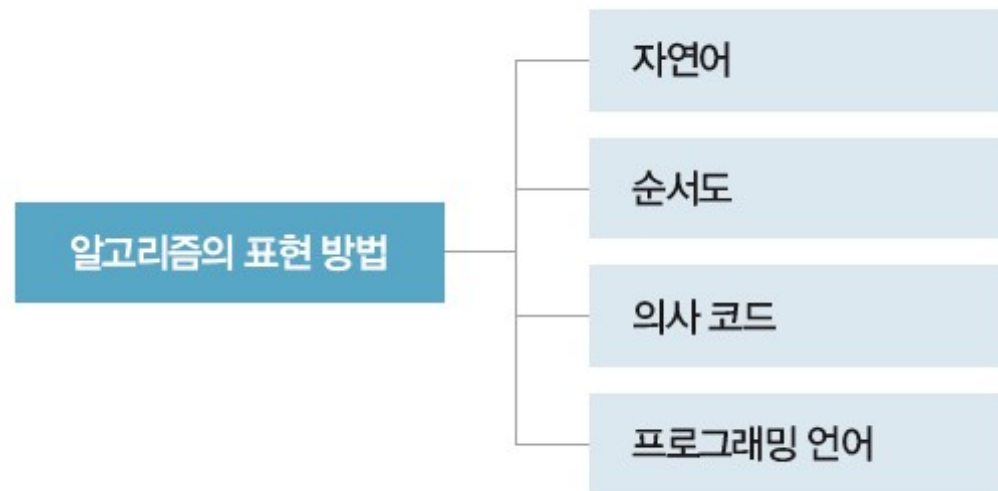 알고리즘의 표현 방법
자연어
순서도
의사 코드
프로그래밍 언어